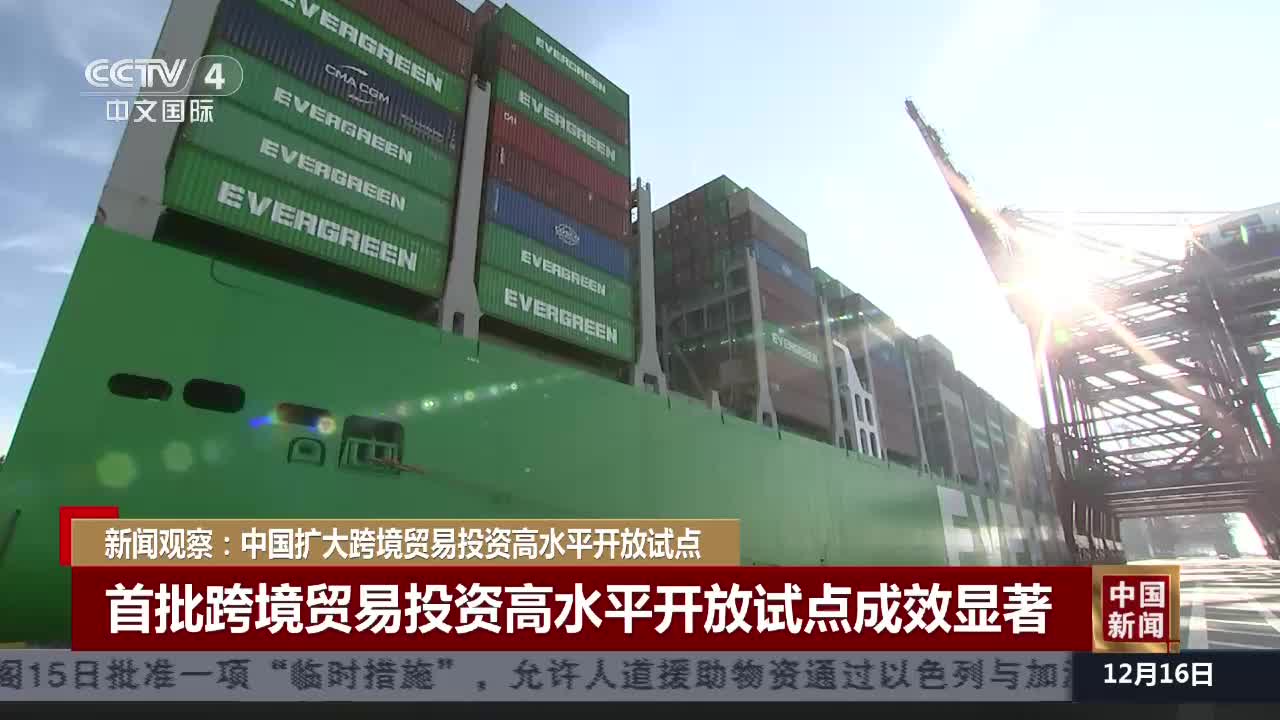 CCTV 4
中文国际
EVERGREEN
CMA CGM
EVERGREEN
EVERGREEN
EVERGREEN
EVERGREEN
EVERGREEN
EVERGREEN
EVERGREEN
EVERGREEN
新闻观察：中国扩大跨境贸易投资高水平开放试点
首批跨境贸易投资高水平开放试点成效显著
中国新闻
阁15日批准一项“临时措施”，允许人道援助物资通过以色列与加
12月16日